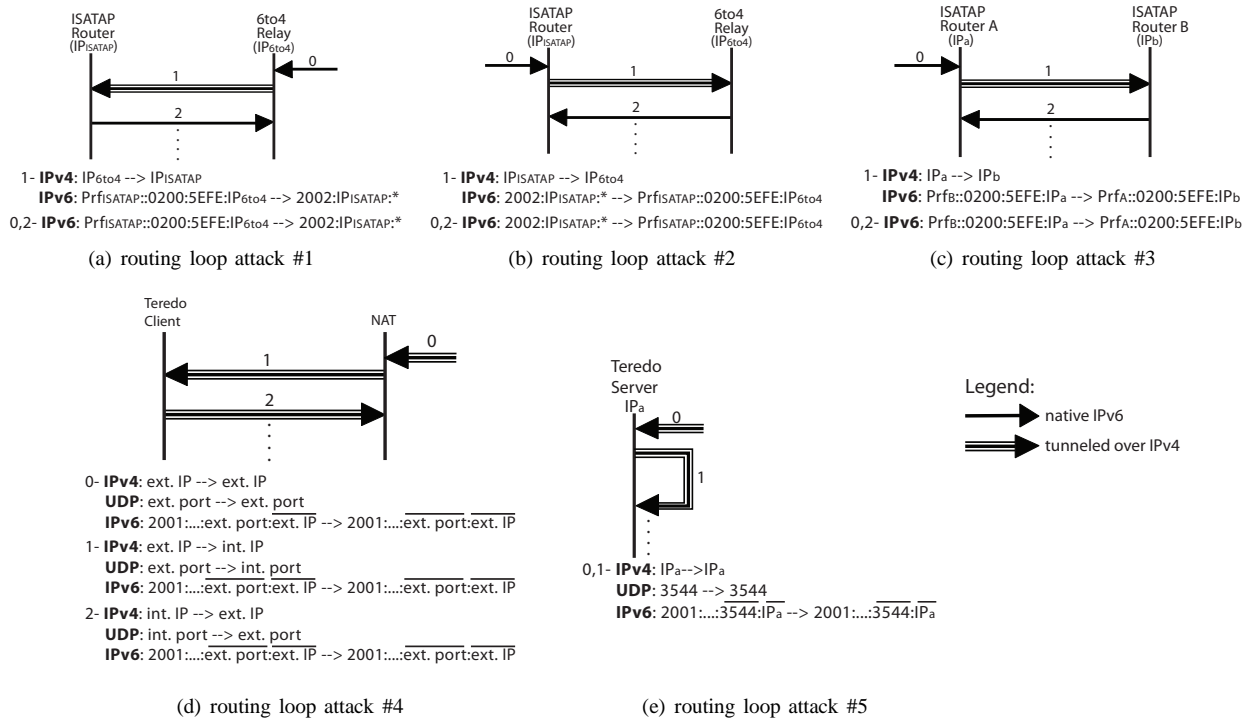 ISATAP
Router
(IPISATAP)
6to4
Relay
(IP6to4)
0
1
2
1- IPv4: IP6to4 --> IPISATAP
IPv6: PrfISATAP::0200:5EFE:IP6to4 --> 2002:IPISATAP:*
0,2- IPv6: PrfISATAP::0200:5EFE:IP6to4 --> 2002:IPISATAP:*
(a) routing loop attack #1
ISATAP
Router
(IPISATAP)
6to4
Relay
(IP6to4)
0
1
2
1- IPv4: IPISATAP --> IP6to4
IPv6: 2002:IPISATAP:* --> PrfISATAP::0200:5EFE:IP6to4
0,2- IPv6: 2002:IPISATAP:* --> PrfISATAP::0200:5EFE:IP6to4
(b) routing loop attack #2
ISATAP
Router A
(IPa)
ISATAP
Router B
(IPb)
0
1
2
1- IPv4: IPa --> IPb
IPv6: PrfB::0200:5EFE:IPa --> PrfA::0200:5EFE:IPb
0,2- IPv6: PrfB::0200:5EFE:IPa --> PrfA::0200:5EFE:IPb
(c) routing loop attack #3
Teredo
Client
NAT
0
1
2
0- IPv4: ext. IP --> ext. IP
UDP: ext. port --> ext. port
IPv6: 2001:...:ext. port:ext. IP --> 2001:...:ext. port:ext. IP
1- IPv4: ext. IP --> int. IP
UDP: ext. port --> int. port
IPv6: 2001:...:ext. port:ext. IP --> 2001:...:ext. port:ext. IP
2- IPv4: int. IP --> ext. IP
UDP: int. port --> ext. port
IPv6: 2001:...:ext. port:ext. IP --> 2001:...:ext. port:ext. IP
(d) routing loop attack #4
Teredo
Server
IPa
0
1
0,1- IPv4: IPa-->IPa
UDP: 3544 --> 3544
IPv6: 2001:...:3544:IPa --> 2001:...:3544:IPa
(e) routing loop attack #5
Legend:
native IPv6
tunneled over IPv4